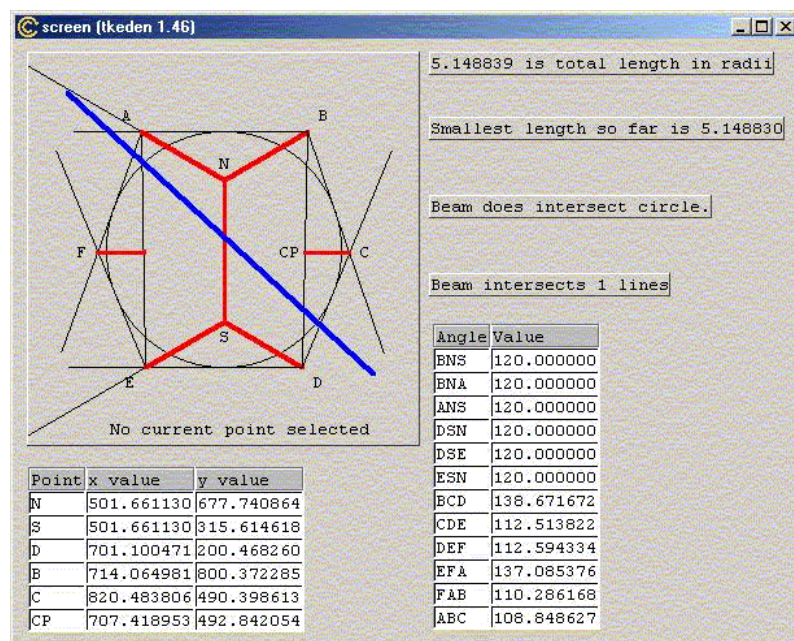 screen (tkeden 1.46)
5.148839 is total length in radii
Smallest length so far is 5.148830
Beam does intersect circle.
Beam intersects 1 lines
A
B
N
F
CP
C
S
E
D
No current point selected
Point x value y value
N 501.661130 677.740864
S 501.661130 315.614618
D 701.100471 200.468260
B 714.064981 800.372285
C 820.483806 490.398613
CP 707.418953 492.842054
Angle Value
BNS 120.000000
BNA 120.000000
ANS 120.000000
DSN 120.000000
DSE 120.000000
ESN 120.000000
BCD 138.671672
CDE 112.513822
DEF 112.594334
EFA 137.085376
FAB 110.286168
ABC 108.848627